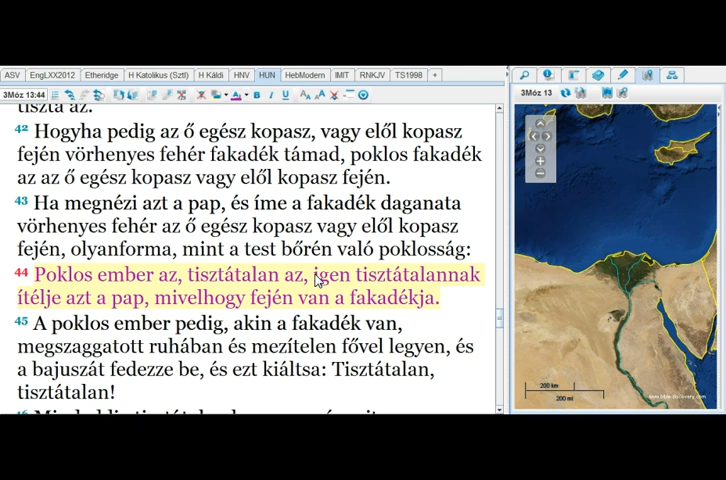 ASV EngLXX2012 Etheridge H Katolikus (SztI) H Káldi HNV HUN HebModern IMIT RNKJV TS1998 +
3Móz 13:44
3Móz 13
tiszta az.
42 Hogyha pedig az ő egész kopasz, vagy elől kopasz
fején vörhenyes fehér fakadék támad, poklos fakadék
az az ő egész kopasz vagy elől kopasz fején.
43 Ha megnézi azt a pap, és íme a fakadék daganata
vörhenyes fehér az ő egész kopasz vagy elől kopasz
fején, olyanforma, mint a test bőrén való poklosság:
44 Poklos ember az, tisztátalan az, igen tisztátalannak
ítélje azt a pap, mivelhogy fején van a fakadékja.
45 A poklos ember pedig, akin a fakadék van,
megszaggatott ruhában és mezítelen fővel legyen, és
a bajuszát fedezze be, és ezt kiáltsa: Tisztátalan,
tisztátalan!
200 km
200 mi